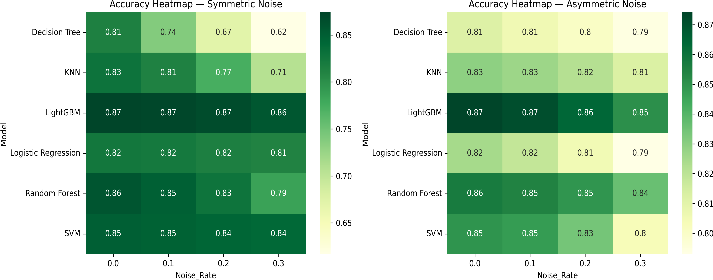 Accuracy Heatmap — Symmetric Noise
Decision Tree 0.81 0.74 0.67 0.62
KNN 0.83 0.81 0.77 0.71
LightGBM 0.87 0.87 0.87 0.86
Logistic Regression 0.82 0.82 0.82 0.81
Random Forest 0.86 0.85 0.83 0.79
SVM 0.85 0.85 0.84 0.84
0.0 0.1 0.2 0.3
Noise_Rate
Model
0.85
0.80
0.75
0.70
0.65
Accuracy Heatmap — Asymmetric Noise
Decision Tree 0.81 0.81 0.8 0.79
KNN 0.83 0.83 0.82 0.81
LightGBM 0.87 0.87 0.86 0.85
Logistic Regression 0.82 0.82 0.81 0.79
Random Forest 0.86 0.85 0.85 0.84
SVM 0.85 0.85 0.83 0.8
0.0 0.1 0.2 0.3
Noise_Rate
Model
0.87
0.86
0.85
0.84
0.83
0.82
0.81
0.80